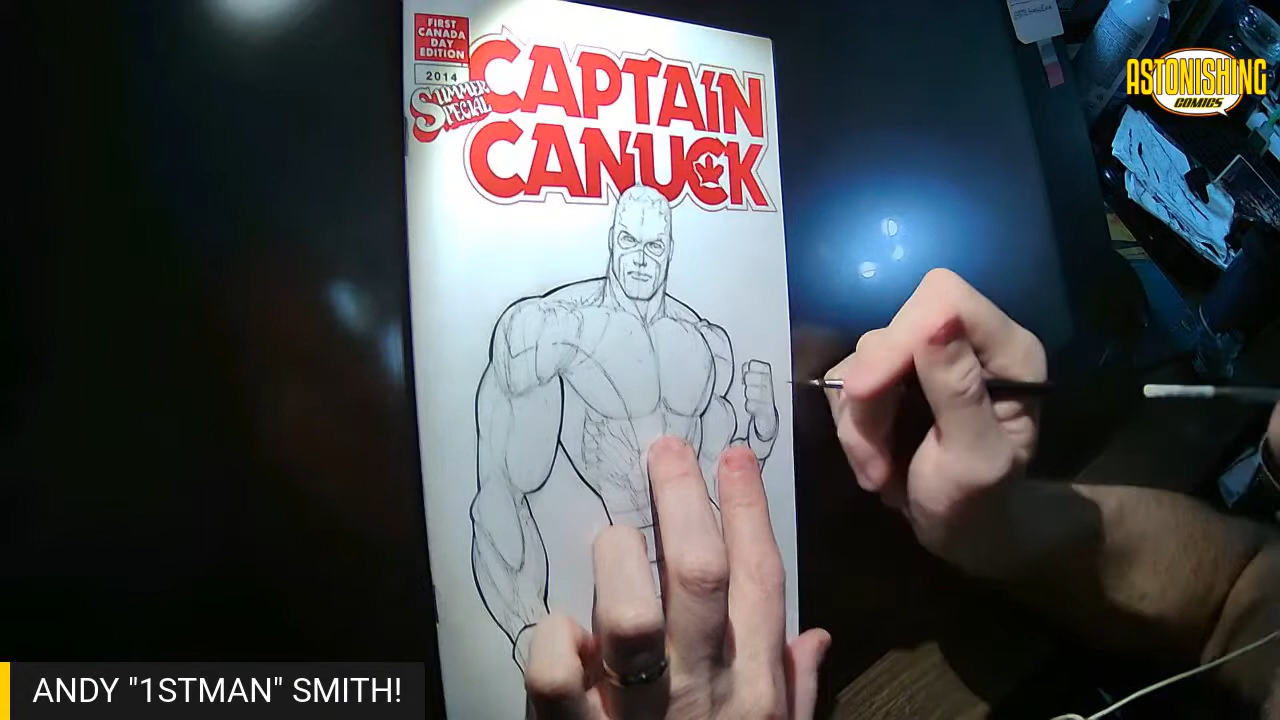 FIRST
CANADA
DAY
EDITION
2014
SUMMER
SPECIAL
CAPTAIN
CANUCK
ASTONISHING
COMICS
ANDY "1STMAN" SMITH!